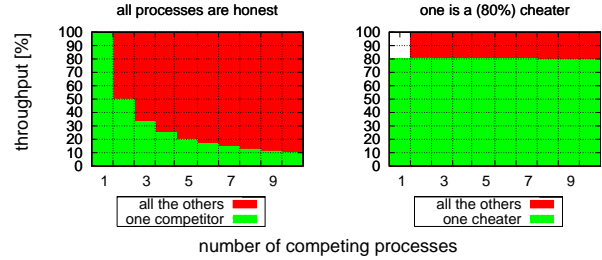 all processes are honest
one is a (80%) cheater
throughput [%]
100
90
80
70
60
50
40
30
20
10
0
1 3 5 7 9
all the others
one competitor
100
90
80
70
60
50
40
30
20
10
0
1 3 5 7 9
all the others
one cheater
number of competing processes